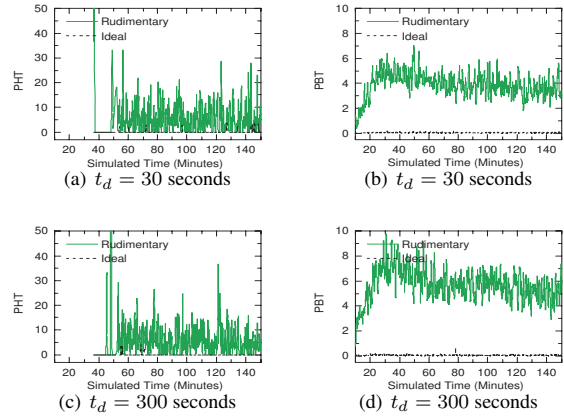 50
40
30
20
10
0
PHT
Rudimentary
Ideal
20 40 60 80 100 120 140
Simulated Time (Minutes)
(a) t_d = 30 seconds
10
8
6
4
2
0
PBT
Rudimentary
Ideal
20 40 60 80 100 120 140
Simulated Time (Minutes)
(b) t_d = 30 seconds
50
40
30
20
10
0
PHT
Rudimentary
Ideal
20 40 60 80 100 120 140
Simulated Time (Minutes)
(c) t_d = 300 seconds
10
8
6
4
2
0
PBT
Rudimentary
Ideal
20 40 60 80 100 120 140
Simulated Time (Minutes)
(d) t_d = 300 seconds